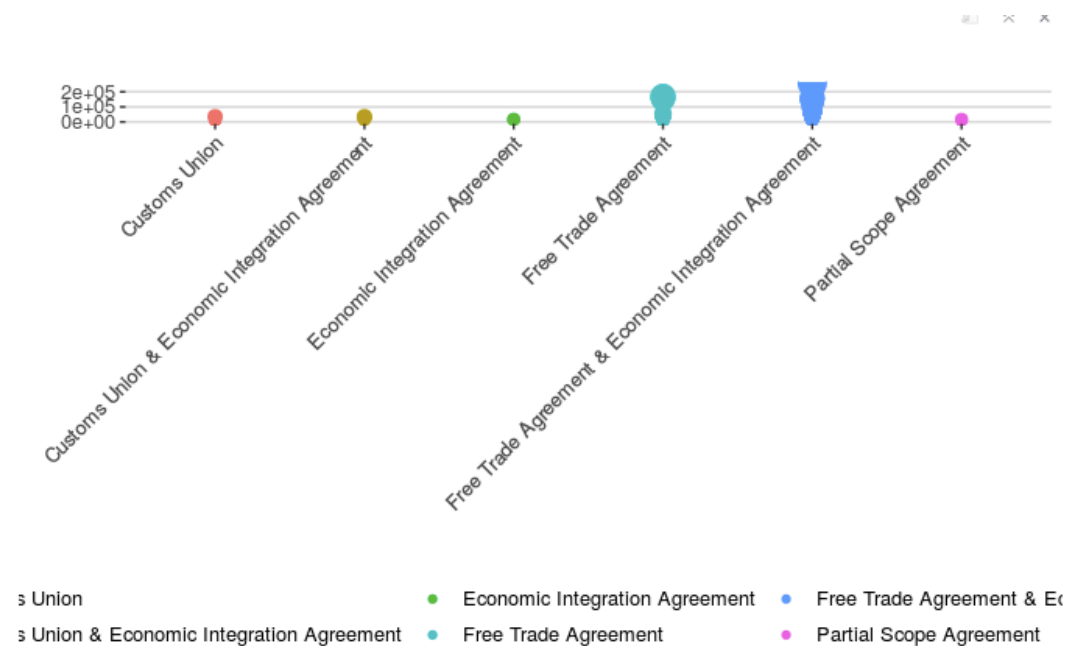 2e+05
1e+05
0e+00
Customs Union
Customs Union & Economic Integration Agreement
Economic Integration Agreement
Free Trade Agreement
Free Trade Agreement & Economic Integration Agreement
Partial Scope Agreement
s Union
Economic Integration Agreement
Free Trade Agreement & Ec
s Union & Economic Integration Agreement
Free Trade Agreement
Partial Scope Agreement